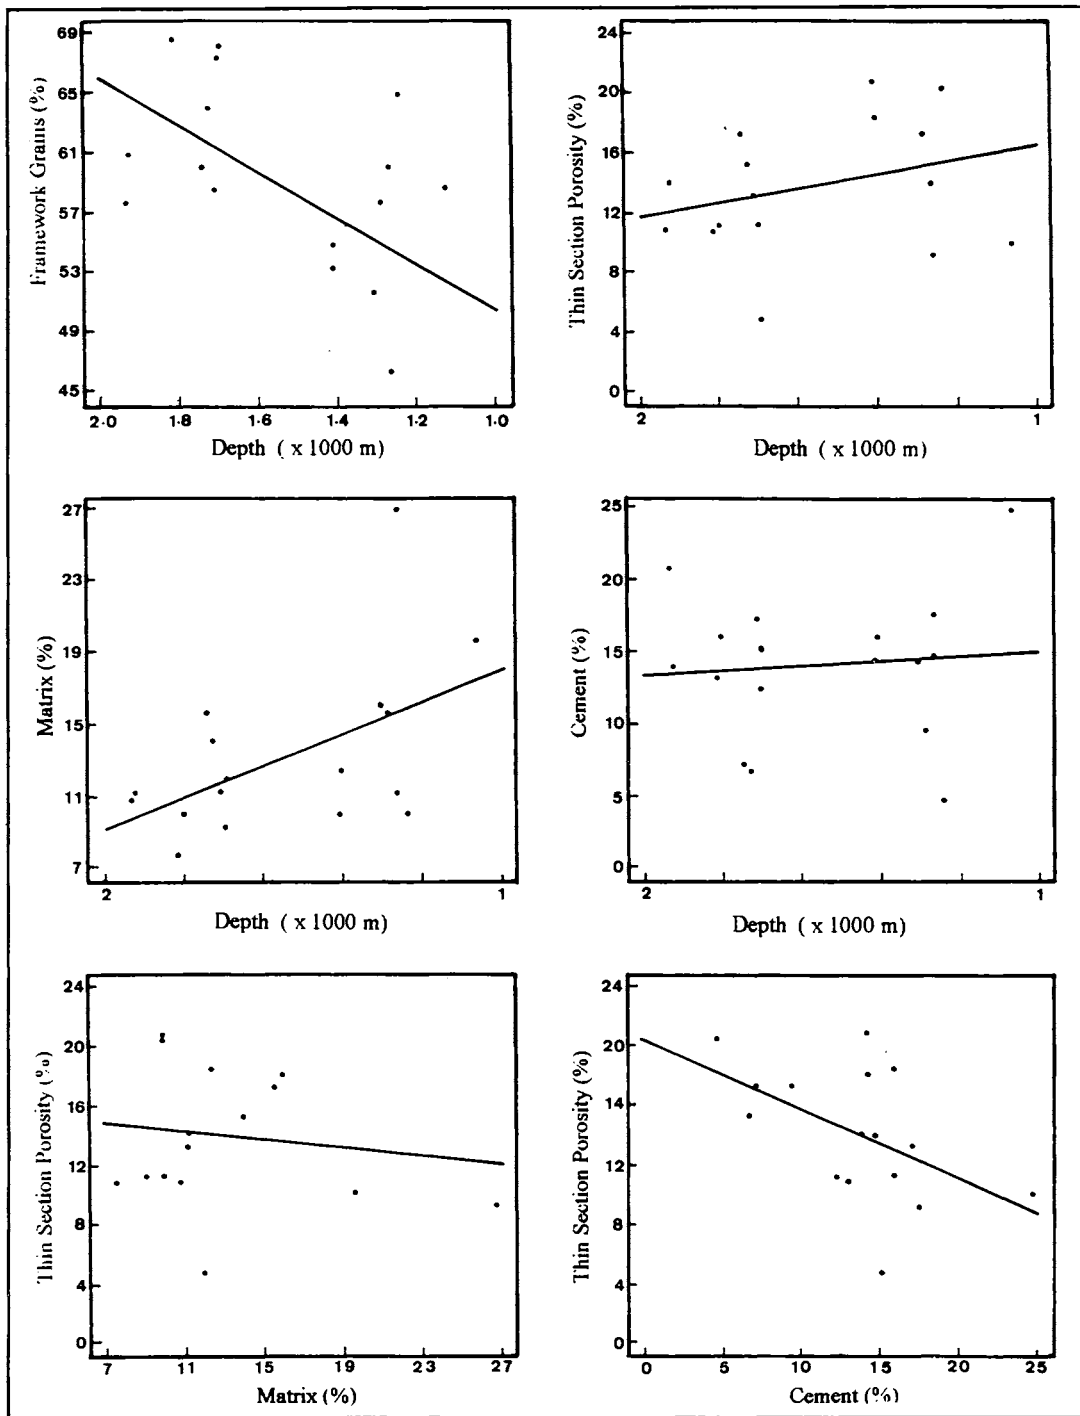 69
65
61
57
53
49
45
Framework Grains (%)
2·0 1·8 1·6 1·4 1·2 1·0
Depth ( x 1000 m)
24
20
16
12
8
4
0
Thin Section Porosity (%)
2 1
Depth ( x 1000 m)
27
23
19
15
11
7
Matrix (%)
2 1
Depth ( x 1000 m)
25
20
15
10
5
0
Cement (%)
2 1
Depth ( x 1000 m)
24
20
16
12
8
4
0
Thin Section Porosity (%)
7 11 15 19 23 27
Matrix (%)
24
20
14
12
8
4
0
Thin Section Porosity (%)
0 5 10 15 20 25
Cement (%)